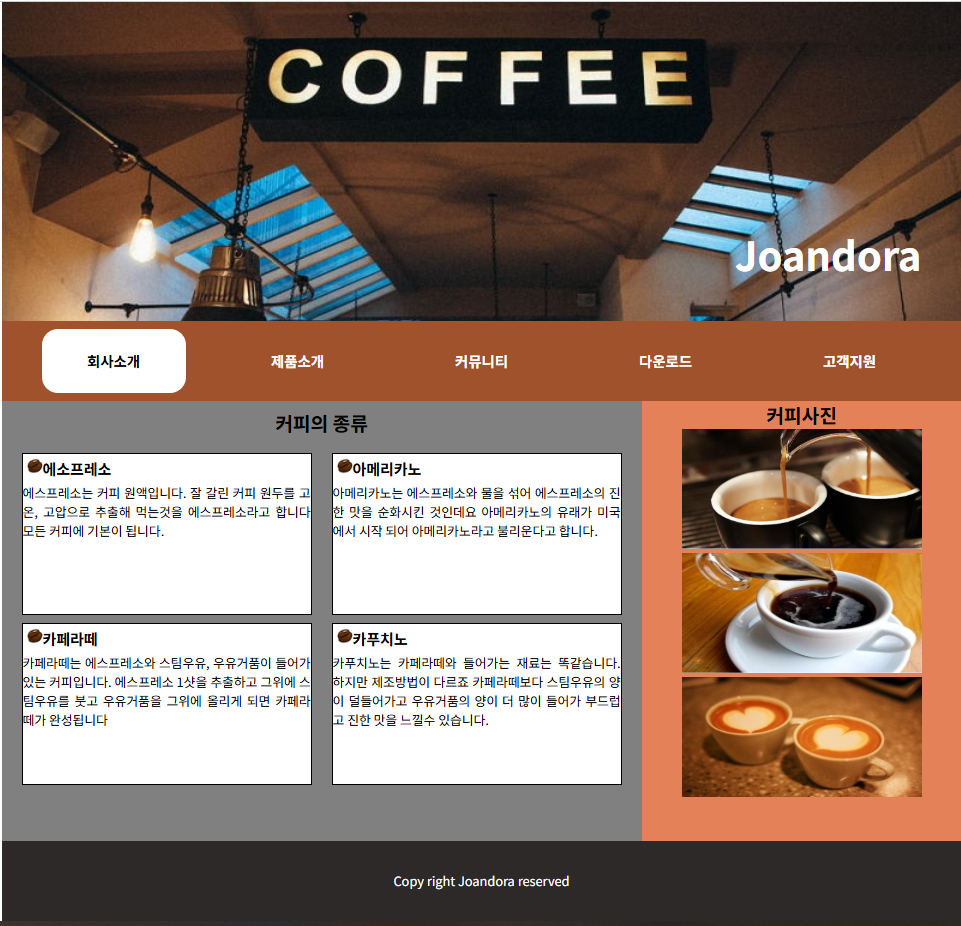 COFFEE
Joandora
회사소개 제품소개 커뮤니티 다운로드 고객지원
커피의 종류
에소프레소
에스프레소는 커피 원액입니다. 잘 갈린 커피 원두를 고
온, 고압으로 추출해 먹는것을 에스프레소라고 합니다
모든 커피에 기본이 됩니다.
아메리카노
아메리카노는 에스프레소와 물을 섞어 에스프레소의 진
한 맛을 순화시킨 것인데요 아메리카노의 유래가 미국
에서 시작 되어 아메리카노라고 불리운다고 합니다.
카페라떼
카페라떼는 에스프레소와 스팀우유, 우유거품이 들어가
있는 커피입니다. 에스프레소 1샷을 추출하고 그위에 스
팀우유를 붓고 우유거품을 그위에 올리게 되면 카페라
떼가 완성됩니다
카푸치노
카푸치노는 카페라떼와 들어가는 재료는 똑같습니다.
하지만 제조방법이 다르죠 카페라떼보다 스팀우유의 양
이 덜들어가고 우유거품의 양이 더 많이 들어가 부드럽
고 진한 맛을 느낄수 있습니다.
커피사진
Copy right Joandora reserved